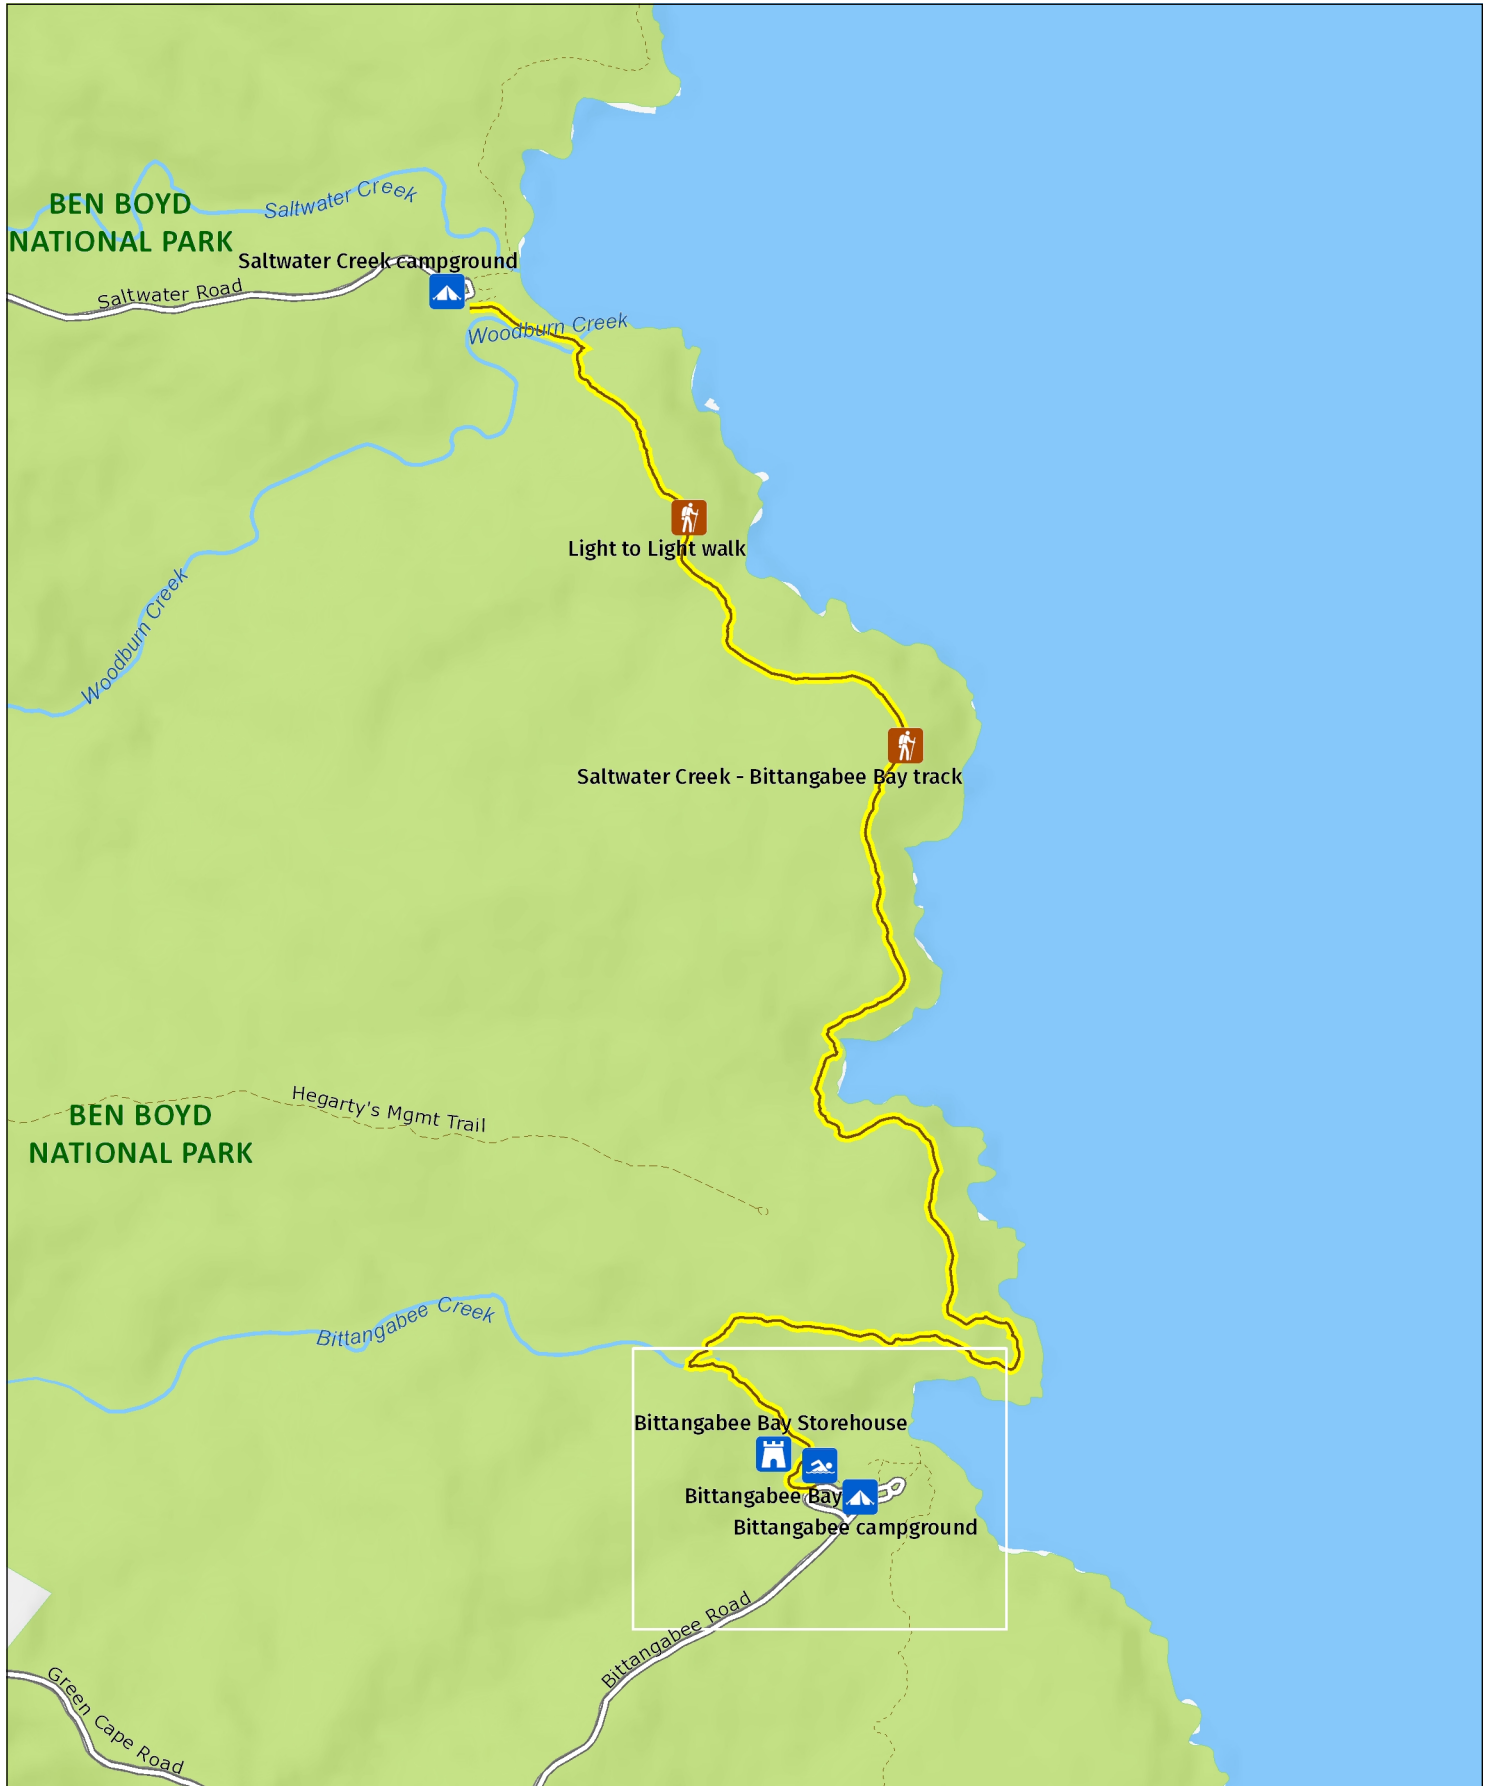 BEN BOYD
NATIONAL PARK
Saltwater Creek
Saltwater Creek campground
Saltwater Road
Woodburn Creek
Light to Light walk
Woodburn Creek
Saltwater Creek - Bittangabee Bay track
Hegarty's Mgmt Trail
BEN BOYD
NATIONAL PARK
Bittangabee Creek
Bittangabee Bay Storehouse
Bittangabee Bay
Bittangabee campground
Bittangabee Road
Green Cape Road